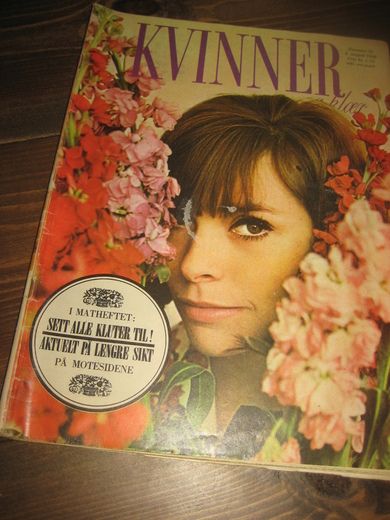 KVINNER
og klær
I MATHEFTET:
SETT ALLE KLUTER TIL!
AKTUELT PÅ LENGRE SIKT
PÅ MOTESIDENE